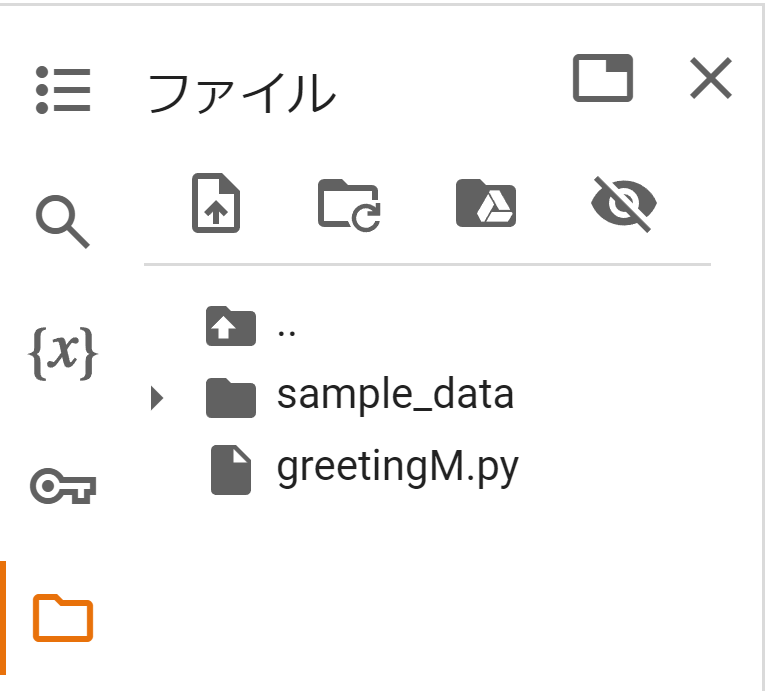 ファイル
{x}
..
sample_data
greetingM.py